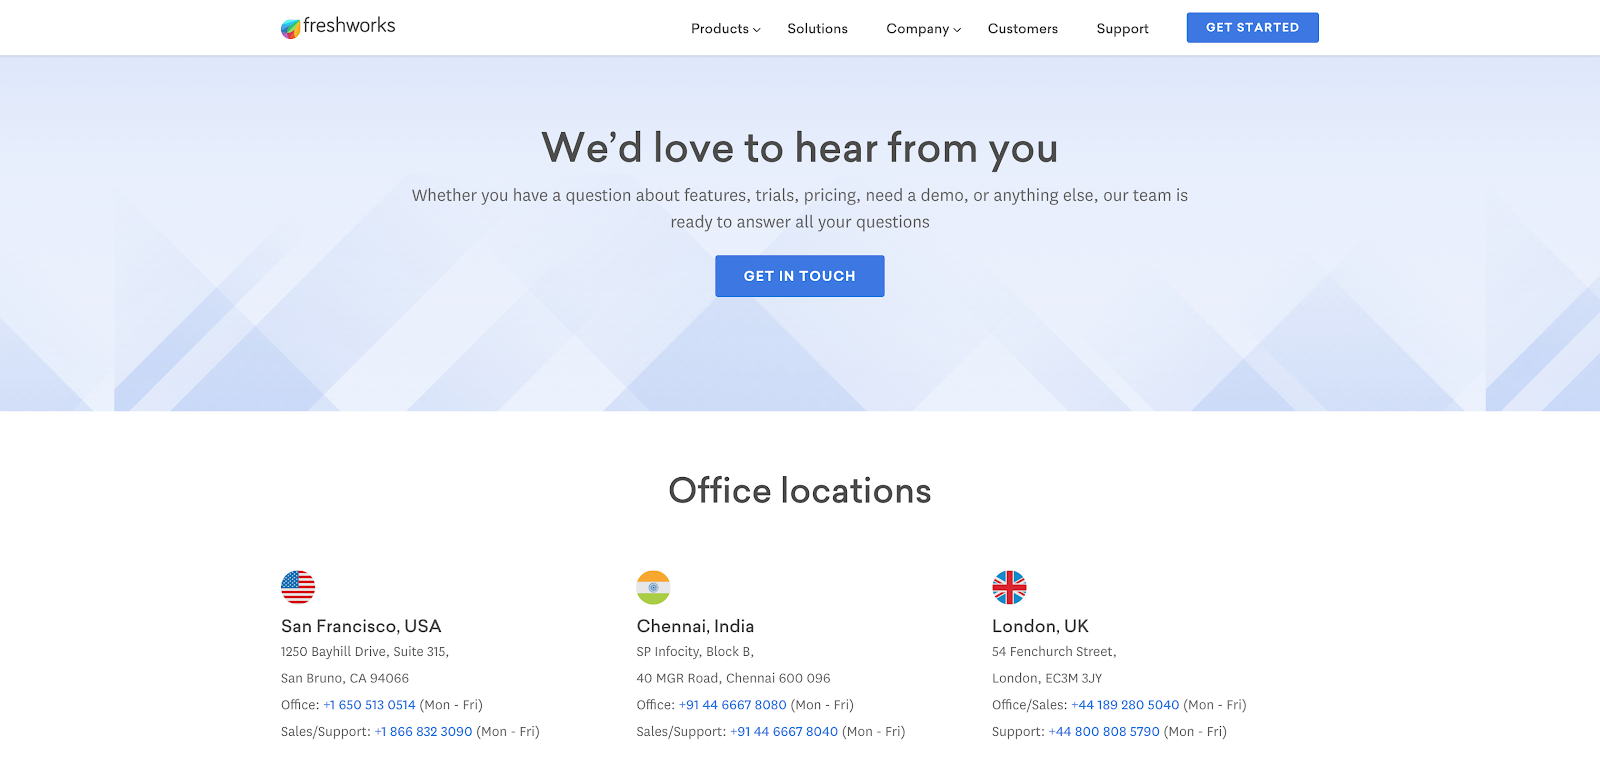 freshworks
Products Solutions Company Customers Support GET STARTED
We’d love to hear from you
Whether you have a question about features, trials, pricing, need a demo, or anything else, our team is
ready to answer all your questions
GET IN TOUCH
Office locations
San Francisco, USA
1250 Bayhill Drive, Suite 315,
San Bruno, CA 94066
Office: +1 650 513 0514 (Mon - Fri)
Sales/Support: +1 866 832 3090 (Mon - Fri)
Chennai, India
SP Infocity, Block B,
40 MGR Road, Chennai 600 096
Office: +91 44 6667 8080 (Mon - Fri)
Sales/Support: +91 44 6667 8040 (Mon - Fri)
London, UK
54 Fenchurch Street,
London, EC3M 3JY
Office/Sales: +44 189 280 5040 (Mon - Fri)
Support: +44 800 808 5790 (Mon - Fri)